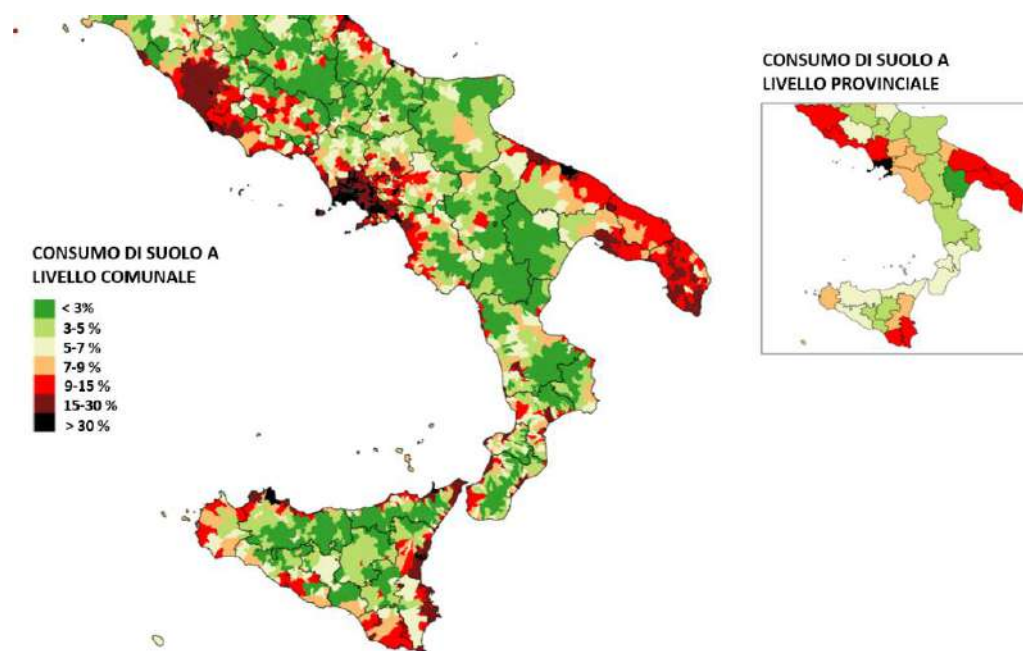 CONSUMO DI SUOLO A
LIVELLO PROVINCIALE
CONSUMO DI SUOLO A
LIVELLO COMUNALE
< 3%
3-5 %
5-7 %
7-9 %
9-15 %
15-30 %
> 30 %